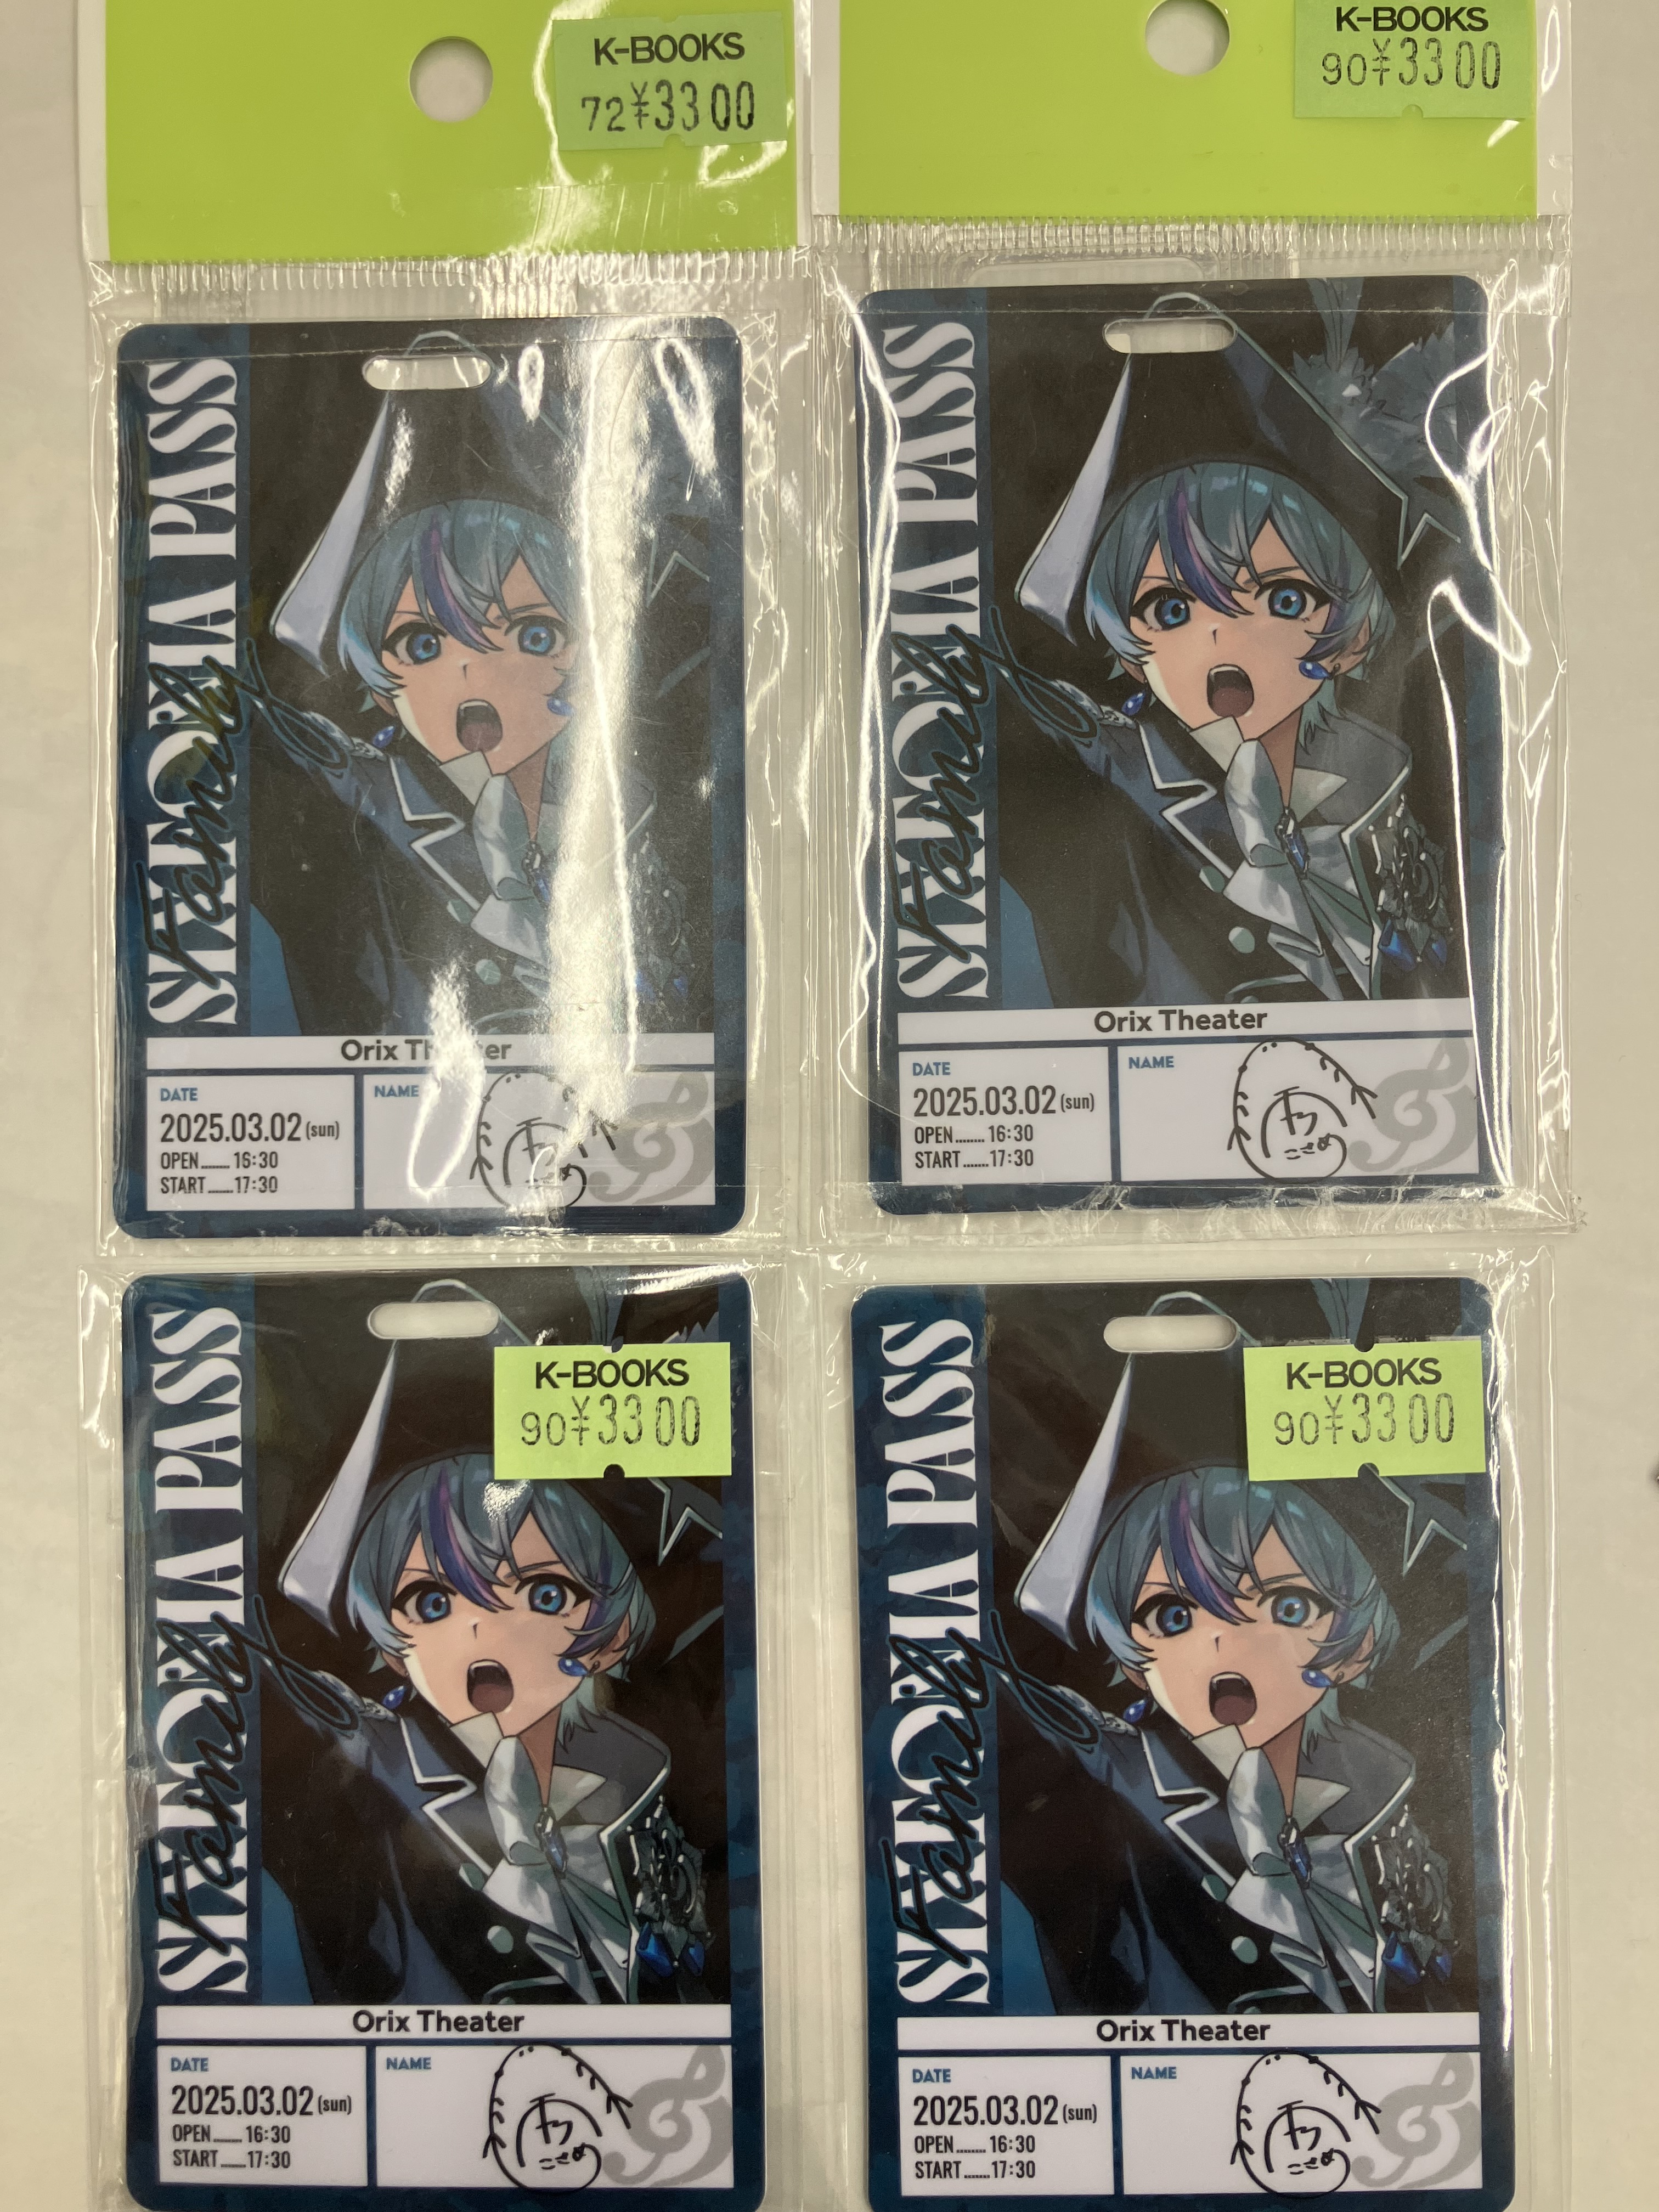 K-BOOKS
72¥3300
SIXFONIA PASS
Family
Orix Theater
DATE
2025.03.02(sun)
OPEN........16:30
START.......17:30
NAME
K-BOOKS
90¥3300
SIXFONIA PASS
Family
Orix Theater
DATE
2025.03.02(sun)
OPEN........16:30
START.......17:30
NAME
こさめ
K-BOOKS
90¥3300
SIXFONIA PASS
Family
Orix Theater
DATE
2025.03.02(sun)
OPEN........16:30
START.......17:30
NAME
こさめ
K-BOOKS
90¥3300
SIXFONIA PASS
Family
Orix Theater
DATE
2025.03.02(sun)
OPEN........16:30
START.......17:30
NAME
こさめ